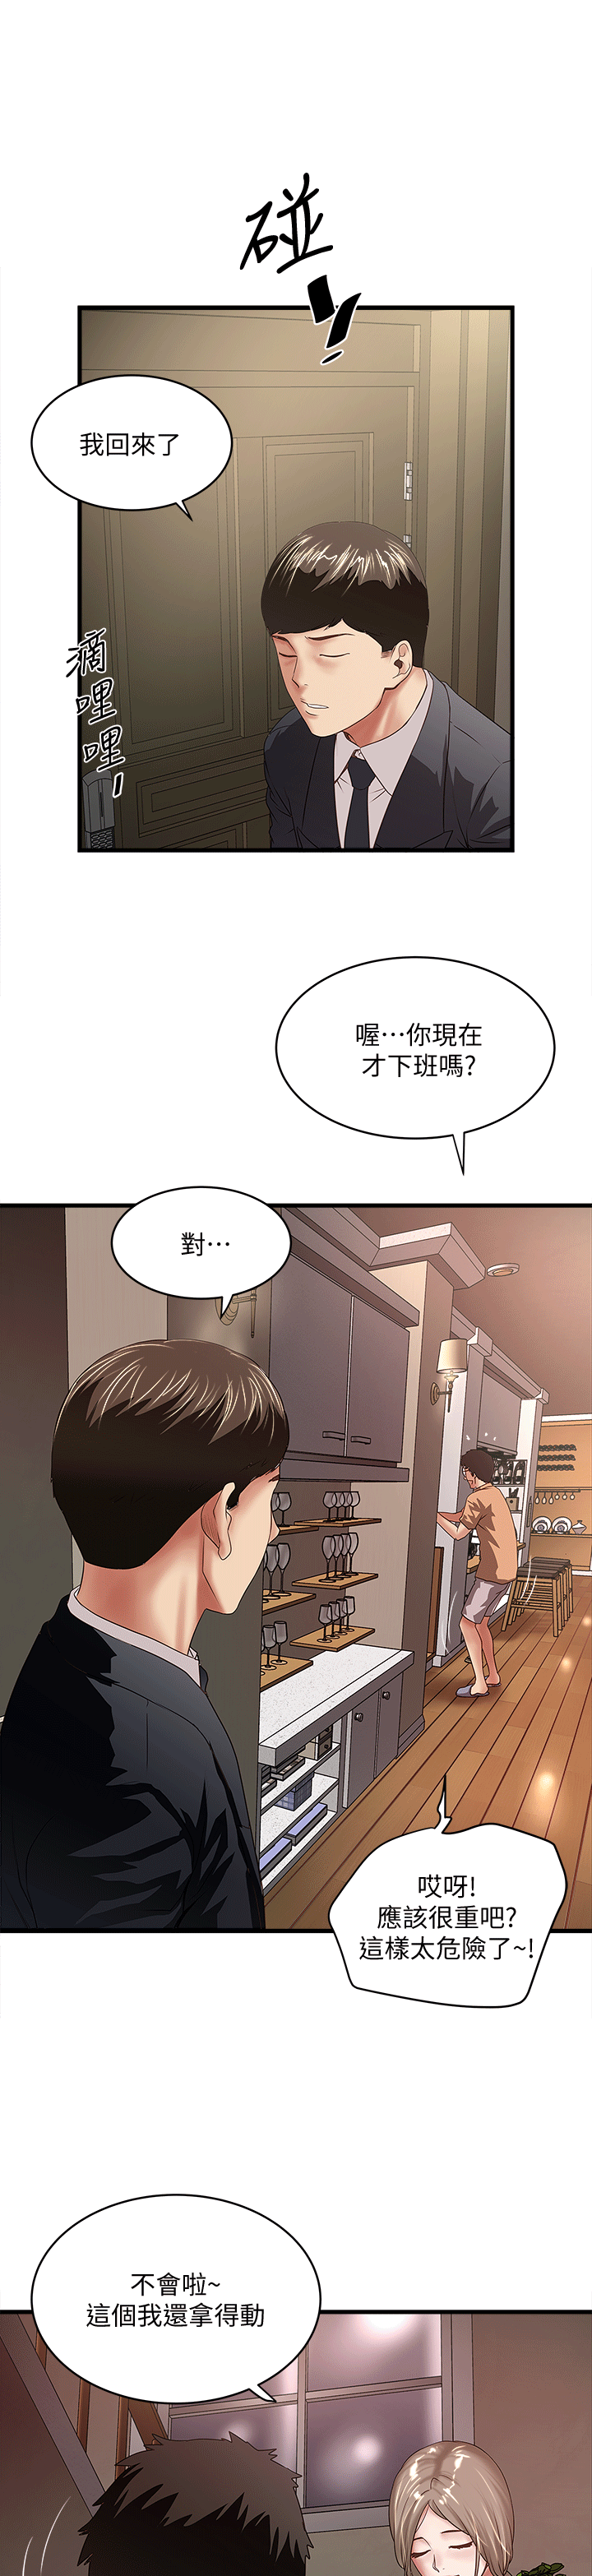 碰
我回來了
滴哩哩
喔…你現在
才下班嗎?
對…
哎呀!
應該很重吧?
這樣太危險了~!
不會啦~
這個我還拿得動